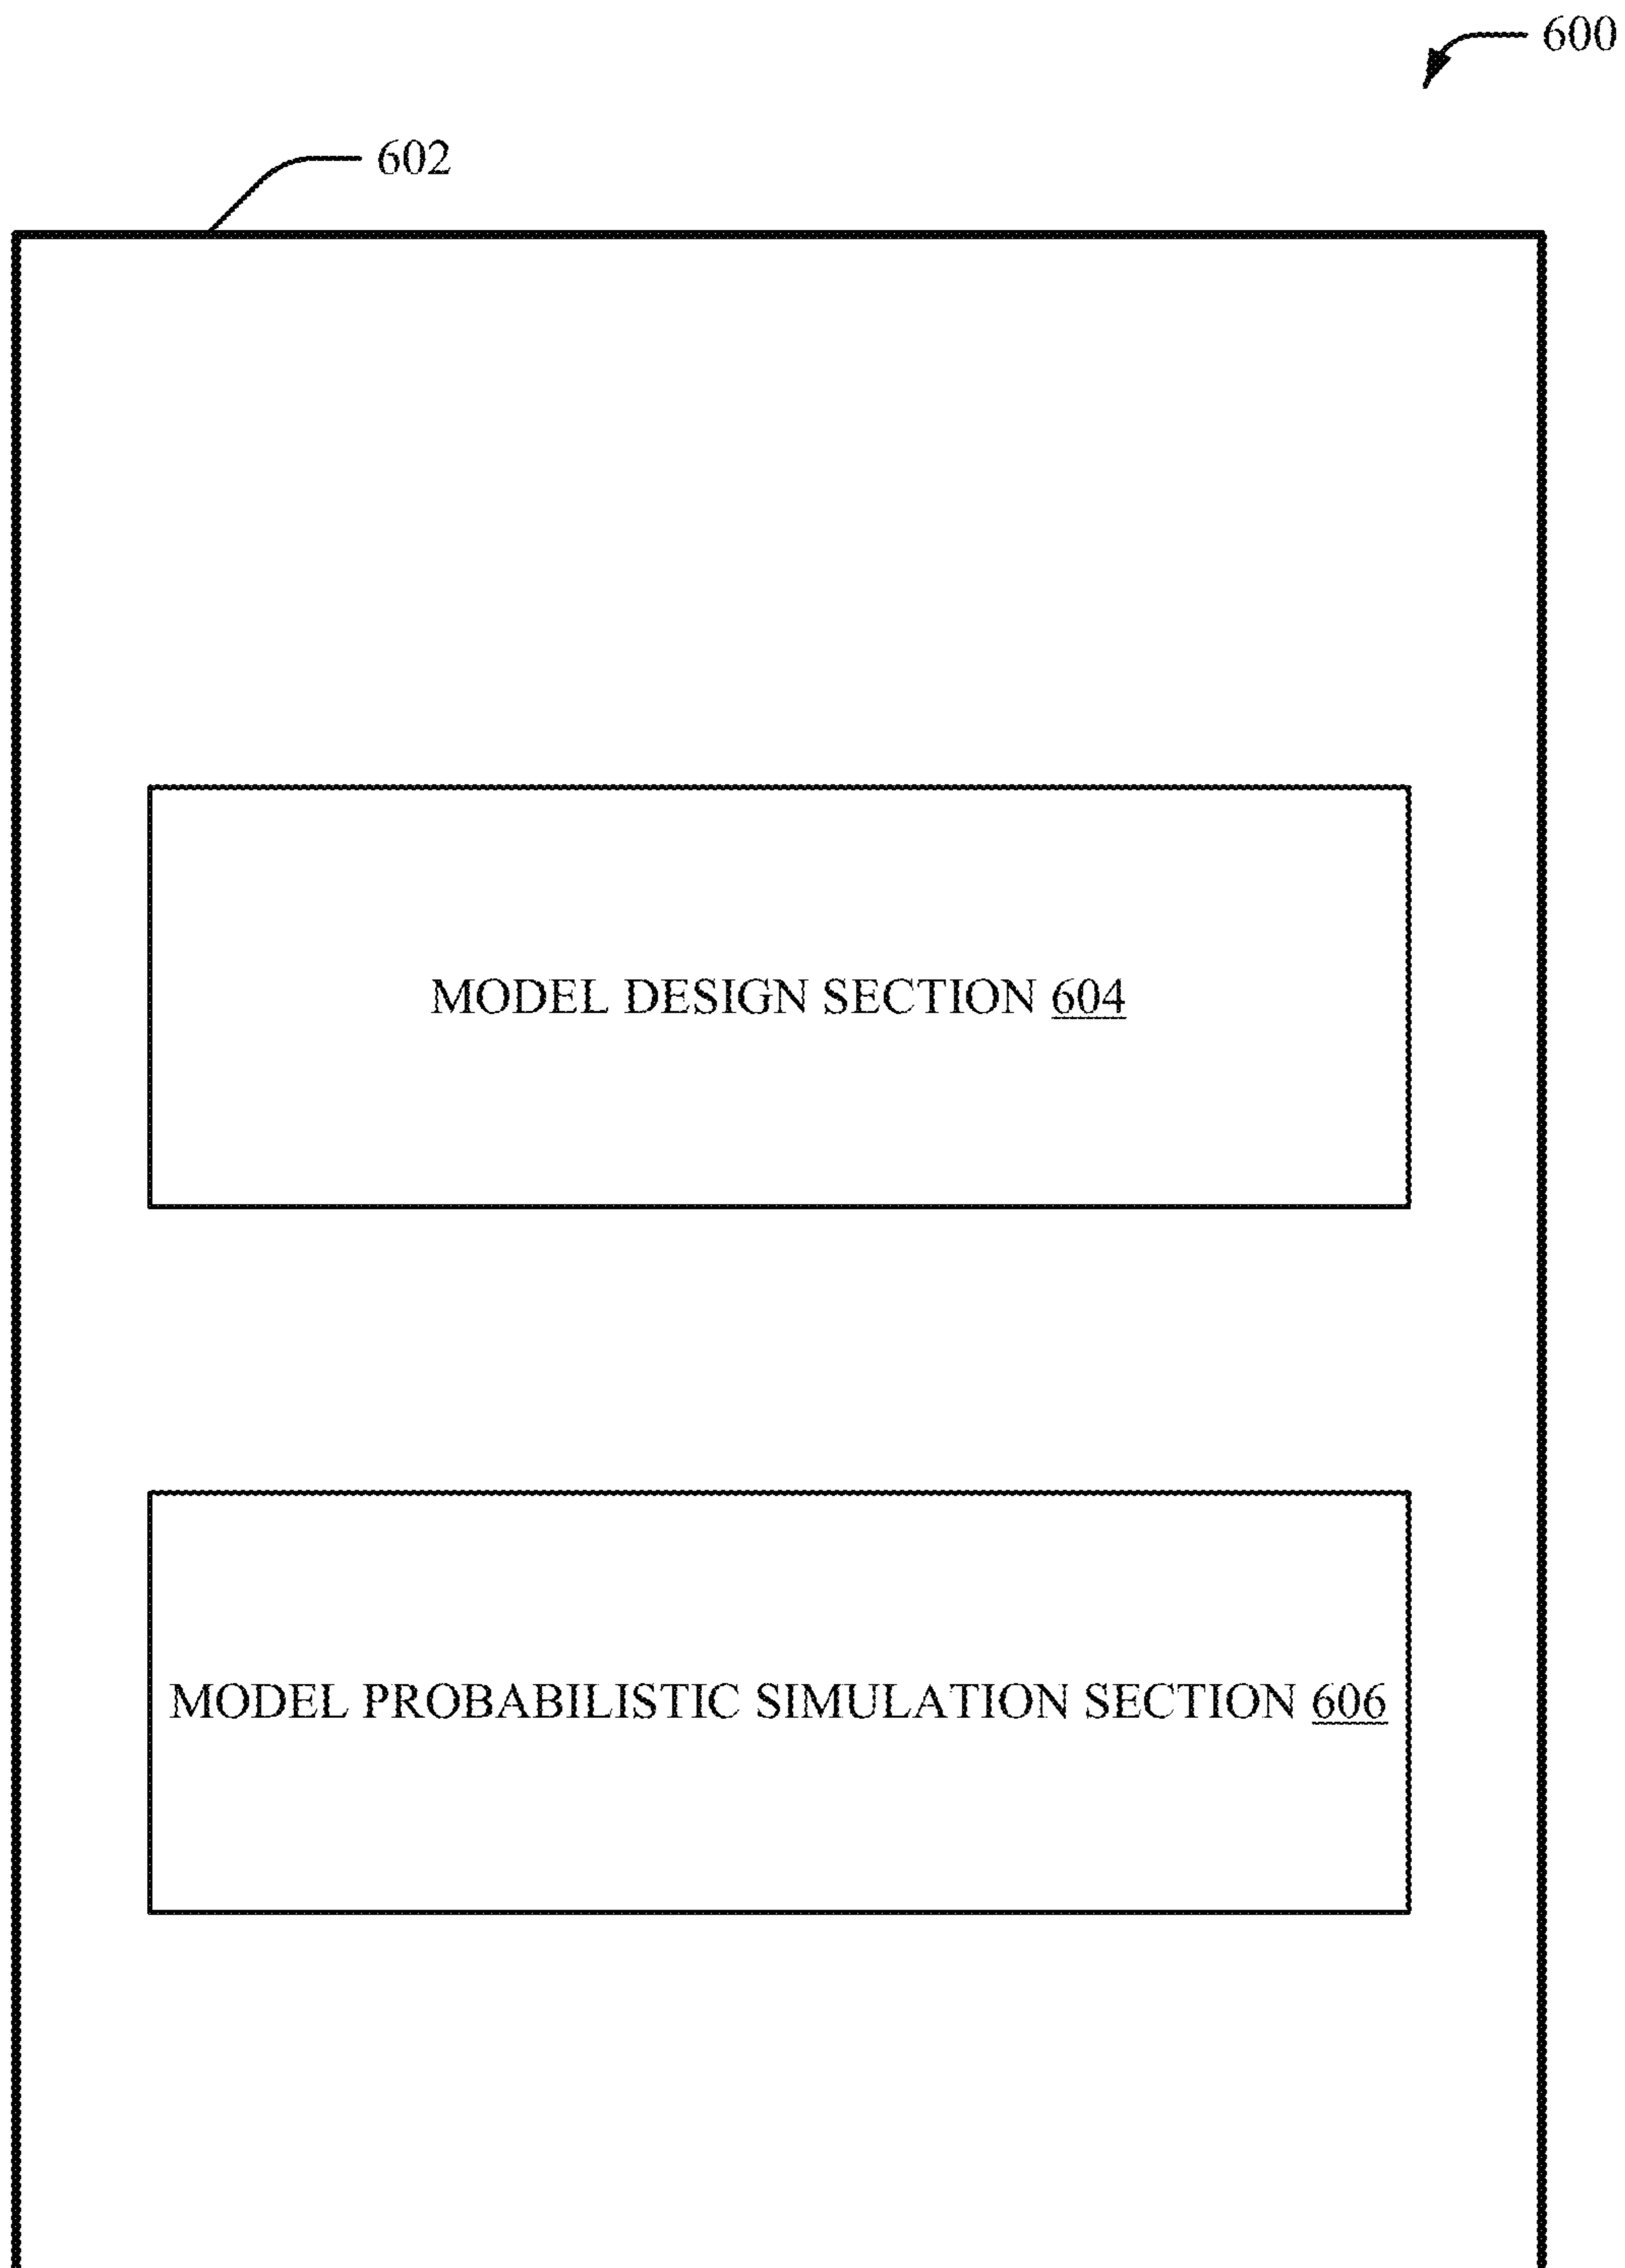 600
602
MODEL DESIGN SECTION 604
MODEL PROBABILISTIC SIMULATION SECTION 606